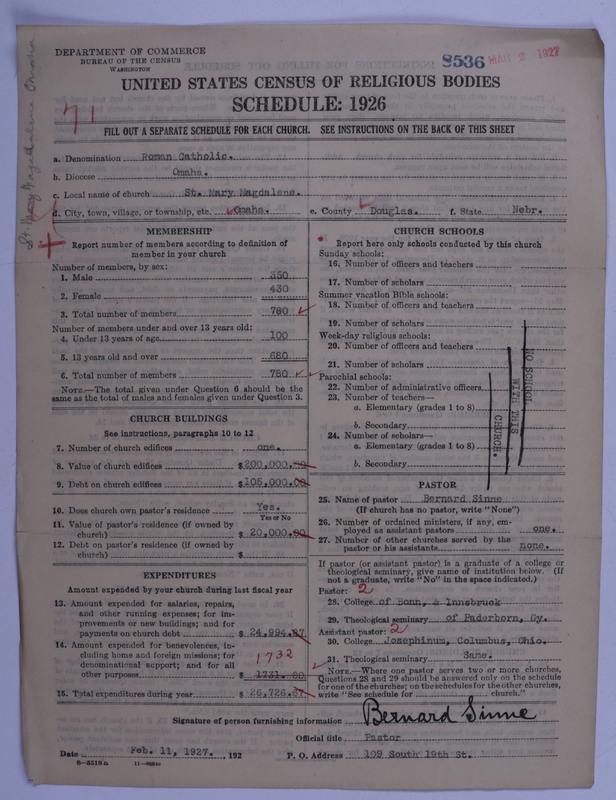 DEPARTMENT OF COMMERCE
BUREAU OF THE CENSUS
WASHINGTON
8536 MAR 2 1927
UNITED STATES CENSUS OF RELIGIOUS BODIES
SCHEDULE: 1926
71
FILL OUT A SEPARATE SCHEDULE FOR EACH CHURCH. SEE INSTRUCTIONS ON THE BACK OF THIS SHEET
St. Mary Magdalene Omaha
a. Denomination Roman Catholic.
b. Diocese Omaha.
c. Local name of church St. Mary Magdalene.
d. City, town, village, or township, etc. Omaha. e. County Douglas. f. State Nebr.
MEMBERSHIP
Report number of members according to definition of
member in your church
Number of members, by sex:
1. Male 350
2. Female 430
3. Total number of members 780
Number of members under and over 13 years old:
4. Under 13 years of age 100
5. 13 years old and over 680
6. Total number of members 780
NOTE.—The total given under Question 6 should be the
same as the total of males and females given under Question 3.
CHURCH BUILDINGS
See instructions, paragraphs 10 to 12
7. Number of church edifices one.
8. Value of church edifices $200,000.00
9. Debt on church edifices $105,000.00
10. Does church own pastor's residence? Yes.
Yes or No
11. Value of pastor's residence (if owned by
church) $ 20,000.00
12. Debt on pastor's residence (if owned by
church) $
EXPENDITURES
Amount expended by your church during last fiscal year
13. Amount expended for salaries, repairs,
and other running expenses; for im-
provements or new buildings; and for
payments on church debt $ 24,994.87
14. Amount expended for benevolences, in-
cluding home and foreign missions; for
denominational support; and for all
other purposes 1732
$ 1731.80
15. Total expenditures during year $ 26,726.67
CHURCH SCHOOLS
Report here only schools conducted by this church
Sunday schools:
16. Number of officers and teachers
17. Number of scholars
Summer vacation Bible schools:
18. Number of officers and teachers
19. Number of scholars
Week-day religious schools:
20. Number of officers and teachers
21. Number of scholars
Parochial schools:
22. Number of administrative officers
23. Number of teachers—
a. Elementary (grades 1 to 8)
b. Secondary
24. Number of scholars—
a. Elementary (grades 1 to 8)
b. Secondary
NO SCHOOL
WITH THIS
CHURCH.
PASTOR
25. Name of pastor Bernard Sinne
(If church has no pastor, write "None")
26. Number of ordained ministers, if any, em-
ployed as assistant pastors one.
27. Number of other churches served by the
pastor or his assistants none.
If pastor (or assistant pastor) is a graduate of a college or
theological seminary, give name of institution below. (If
not a graduate, write "No" in the space indicated.)
Pastor: 2
28. College of Bonn, & Innsbruck
29. Theological seminary of Paderborn, Gy.
Assistant pastor: 2
30. College Josephinum, Columbus, Ohio.
31. Theological seminary Same.
NOTE.—Where one pastor serves two or more churches,
Questions 28 and 29 should be answered only on the schedule
for one of the churches; on the schedules for the other churches,
write "See schedule for church."
Signature of person furnishing information Bernard Sinne
Official title Pastor
Date Feb. 11, 1927. , 192 P. O. Address 109 South 19th St.